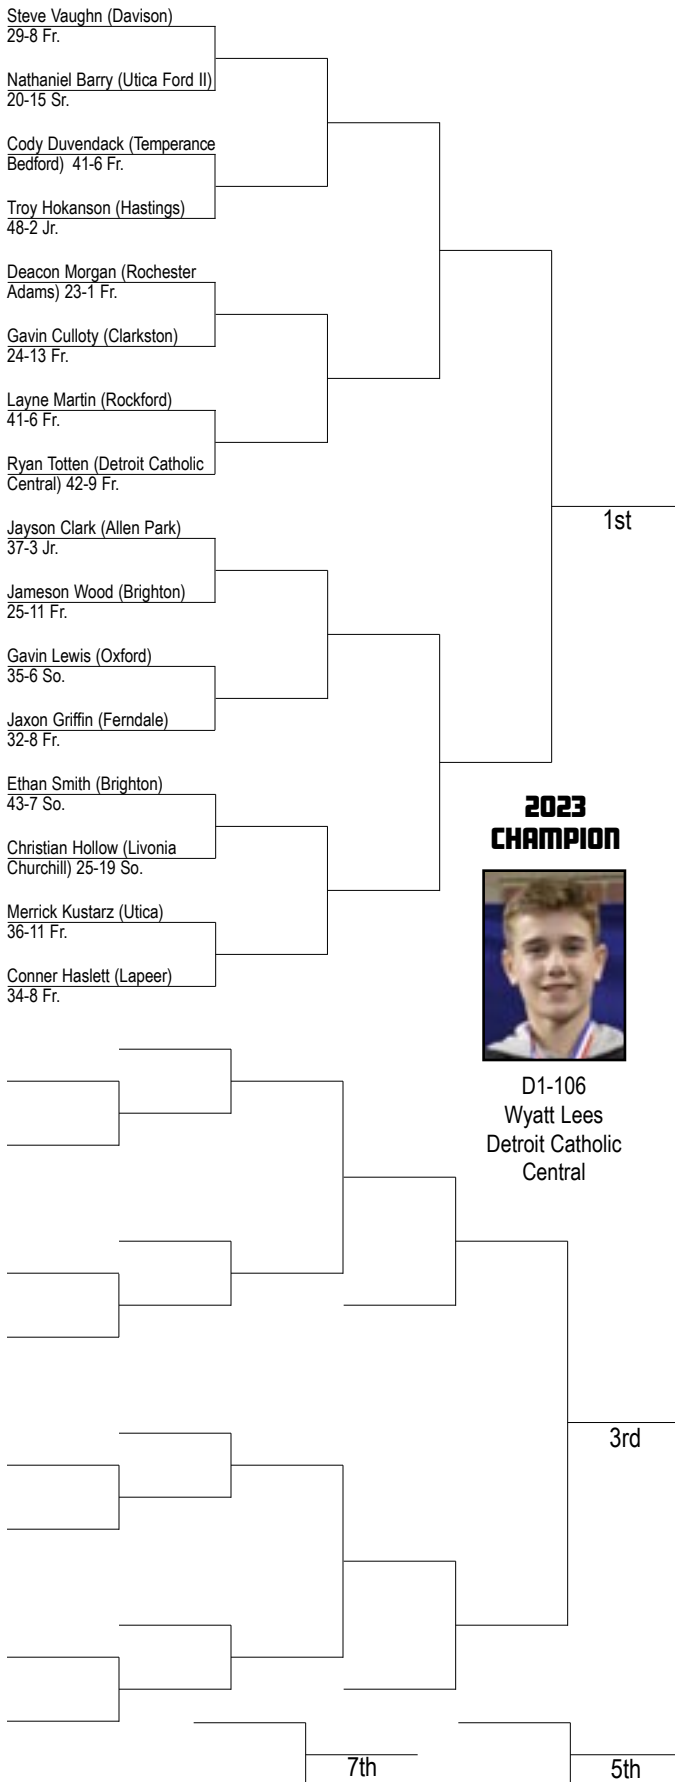 Steve Vaughn (Davison)
29-8 Fr.
Nathaniel Barry (Utica Ford II)
20-15 Sr.
Cody Duvendack (Temperance
Bedford) 41-6 Fr.
Troy Hokanson (Hastings)
48-2 Jr.
Deacon Morgan (Rochester
Adams) 23-1 Fr.
Gavin Culloty (Clarkston)
24-13 Fr.
Layne Martin (Rockford)
41-6 Fr.
Ryan Totten (Detroit Catholic
Central) 42-9 Fr.
Jayson Clark (Allen Park)
37-3 Jr.
Jameson Wood (Brighton)
25-11 Fr.
Gavin Lewis (Oxford)
35-6 So.
Jaxon Griffin (Ferndale)
32-8 Fr.
Ethan Smith (Brighton)
43-7 So.
Christian Hollow (Livonia
Churchill) 25-19 So.
Merrick Kustarz (Utica)
36-11 Fr.
Conner Haslett (Lapeer)
34-8 Fr.
1st
2023
CHAMPION
D1-106
Wyatt Lees
Detroit Catholic
Central
3rd
7th
5th